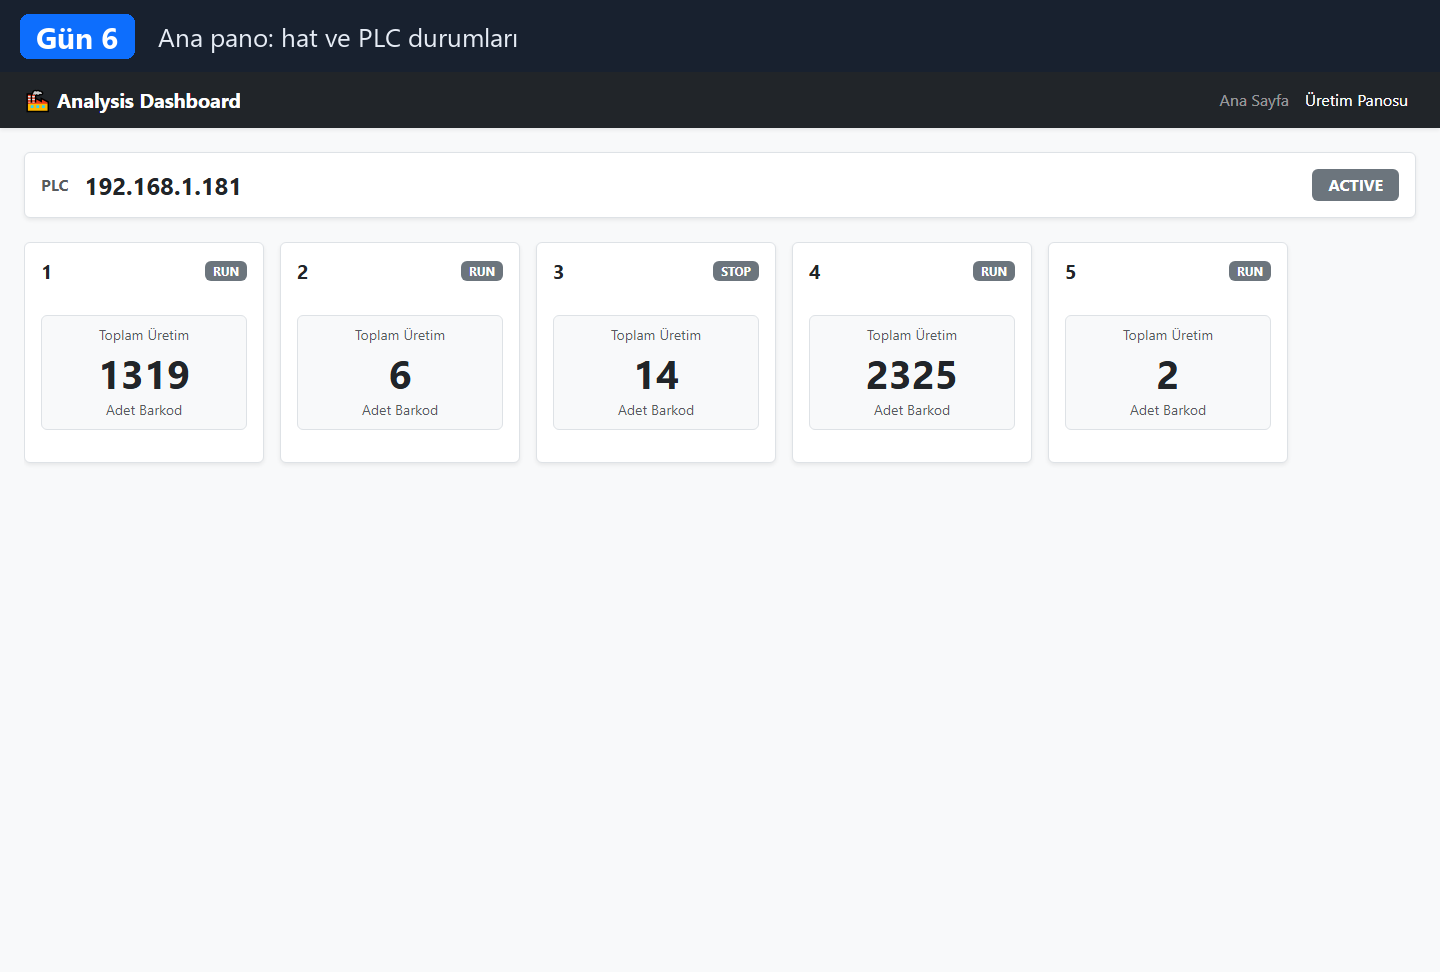 Gün 6 Ana pano: hat ve PLC durumları
Analysis Dashboard Ana Sayfa Üretim Panosu
PLC 192.168.1.181 ACTIVE
1 RUN
Toplam Üretim
1319
Adet Barkod
2 RUN
Toplam Üretim
6
Adet Barkod
3 STOP
Toplam Üretim
14
Adet Barkod
4 RUN
Toplam Üretim
2325
Adet Barkod
5 RUN
Toplam Üretim
2
Adet Barkod